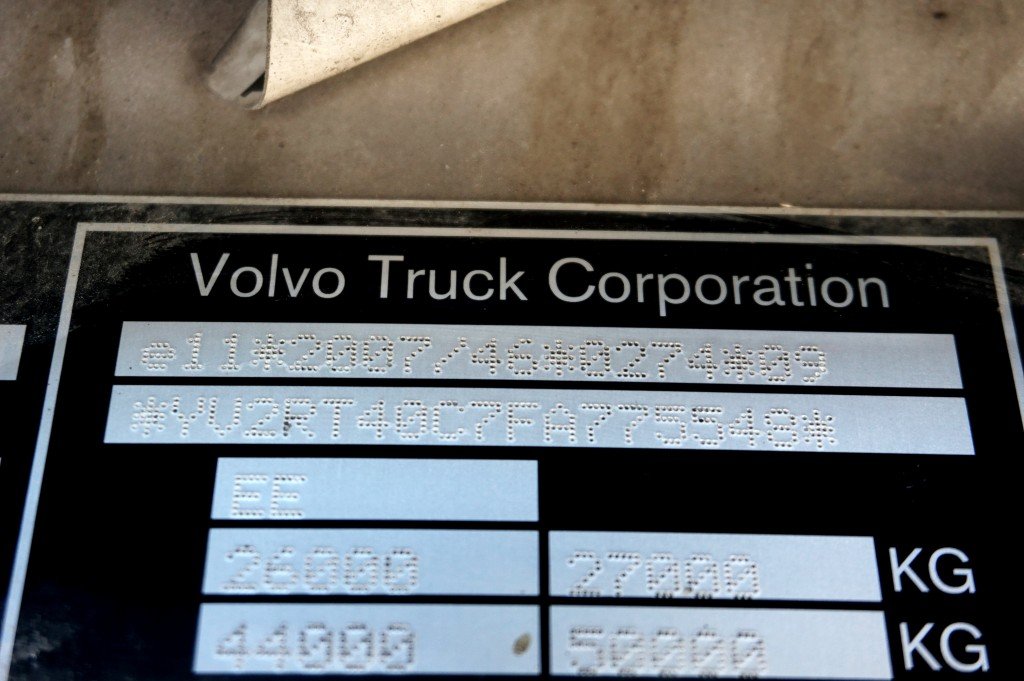 Volvo Truck Corporation
e11*2007/46*0274*09
*YV2RT40C7FA775548*
EE
26000 27000 KG
44000 50000 KG